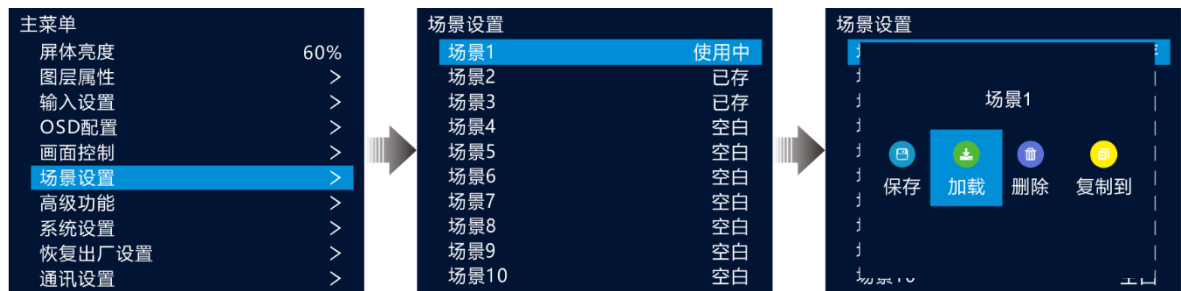 主菜单
屏体亮度 60%
图层属性 >
输入设置 >
OSD配置 >
画面控制 >
场景设置 >
高级功能 >
系统设置 >
恢复出厂设置 >
通讯设置 >
场景设置
场景1 使用中
场景2 已存
场景3 已存
场景4 空白
场景5 空白
场景6 空白
场景7 空白
场景8 空白
场景9 空白
场景10 空白
场景设置
场景1
保存 加载 删除 复制到